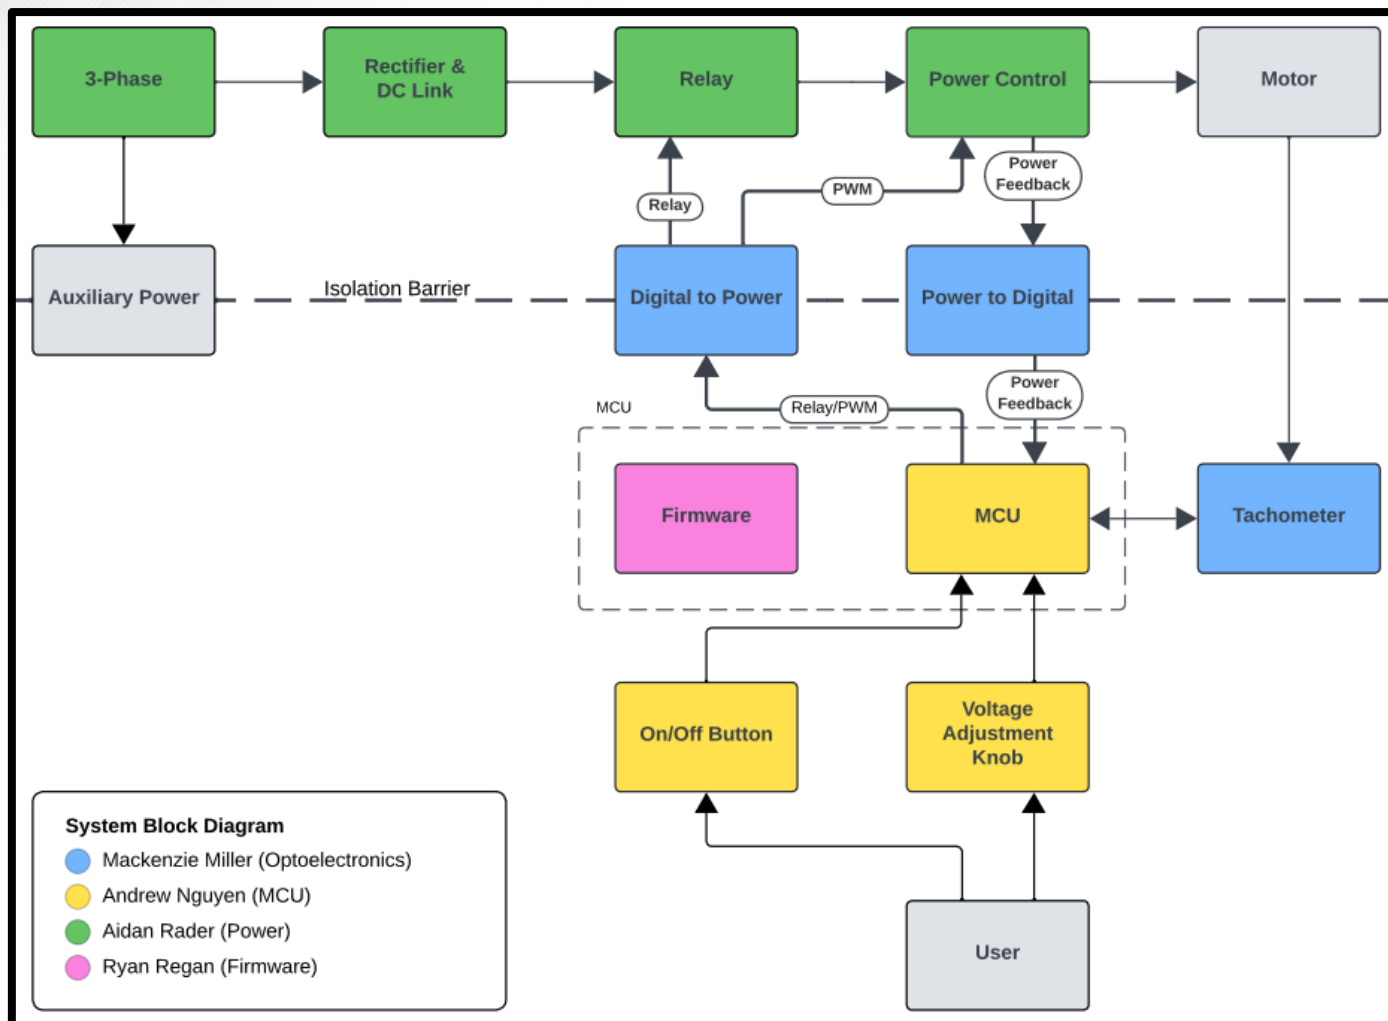 3-Phase
Rectifier &
DC Link
Relay
Power Control
Motor
Power
Feedback
PWM
Relay
Auxiliary Power
Isolation Barrier
Digital to Power
Power to Digital
Power
Feedback
MCU
Relay/PWM
Firmware
MCU
Tachometer
On/Off Button
Voltage
Adjustment
Knob
System Block Diagram
Mackenzie Miller (Optoelectronics)
Andrew Nguyen (MCU)
Aidan Rader (Power)
Ryan Regan (Firmware)
User